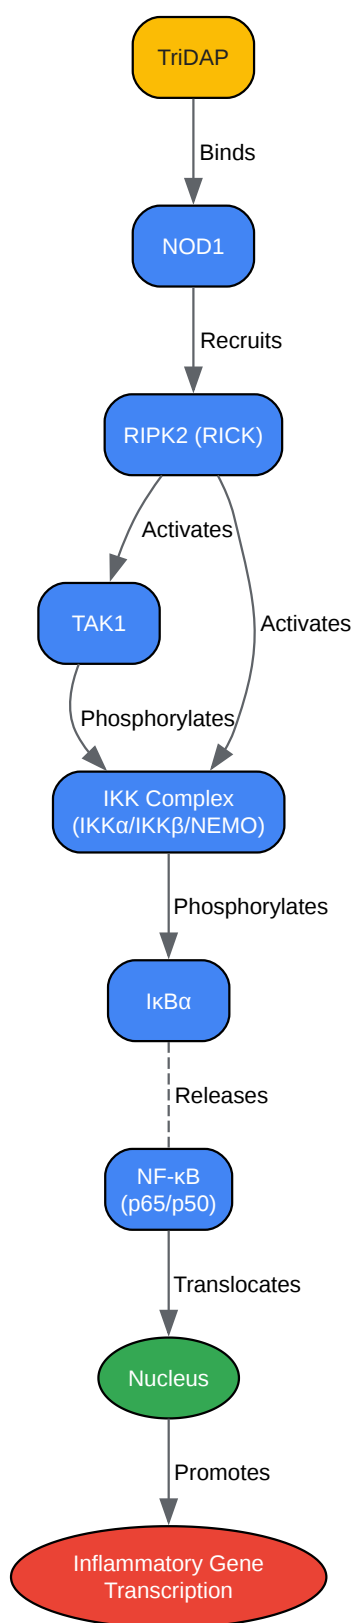 TriDAP
Binds
NOD1
Recruits
RIPK2 (RICK)
Activates
TAK1
Activates
Phosphorylates
IKK Complex
(IKKα/IKKβ/NEMO)
Phosphorylates
IκBα
Releases
NF-κB
(p65/p50)
Translocates
Nucleus
Promotes
Inflammatory Gene
Transcription